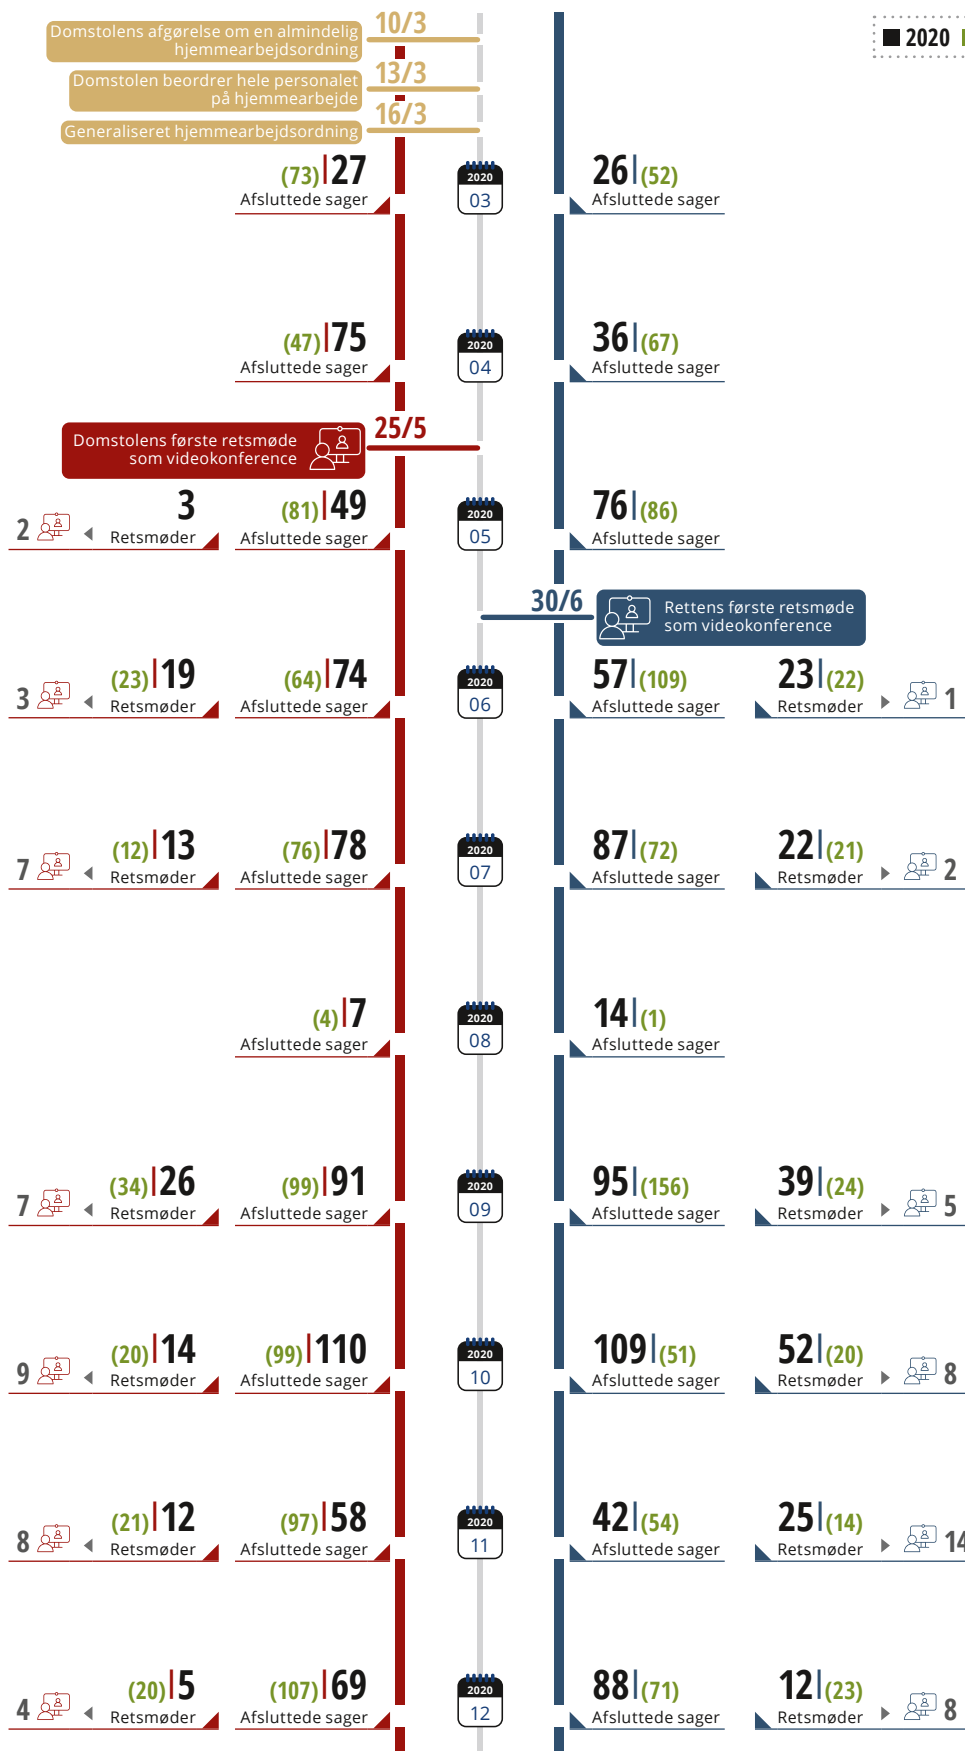 10/3
Domstolens afgørelse om en almindelig
hjemmearbejdsordning
2020
13/3
Domstolen beordrer hele personalet
på hjemmearbejde
16/3
Generaliseret hjemmearbejdsordning
(73) 27
Afsluttede sager
2020
03
26 (52)
Afsluttede sager
(47) 75
Afsluttede sager
2020
04
36 (67)
Afsluttede sager
25/5
Domstolens første retsmøde
som videokonference
2
3
Retsmøder
(81) 49
Afsluttede sager
2020
05
76 (86)
Afsluttede sager
30/6
Rettens første retsmøde
som videokonference
3
(23) 19
Retsmøder
(64) 74
Afsluttede sager
2020
06
57 (109)
Afsluttede sager
23 (22)
Retsmøder
1
7
(12) 13
Retsmøder
(76) 78
Afsluttede sager
2020
07
87 (72)
Afsluttede sager
22 (21)
Retsmøder
2
(4) 7
Afsluttede sager
2020
08
14 (1)
Afsluttede sager
7
(34) 26
Retsmøder
(99) 91
Afsluttede sager
2020
09
95 (156)
Afsluttede sager
39 (24)
Retsmøder
5
9
(20) 14
Retsmøder
(99) 110
Afsluttede sager
2020
10
109 (51)
Afsluttede sager
52 (20)
Retsmøder
8
8
(21) 12
Retsmøder
(97) 58
Afsluttede sager
2020
11
42 (54)
Afsluttede sager
25 (14)
Retsmøder
14
4
(20) 5
Retsmøder
(107) 69
Afsluttede sager
2020
12
88 (71)
Afsluttede sager
12 (23)
Retsmøder
8